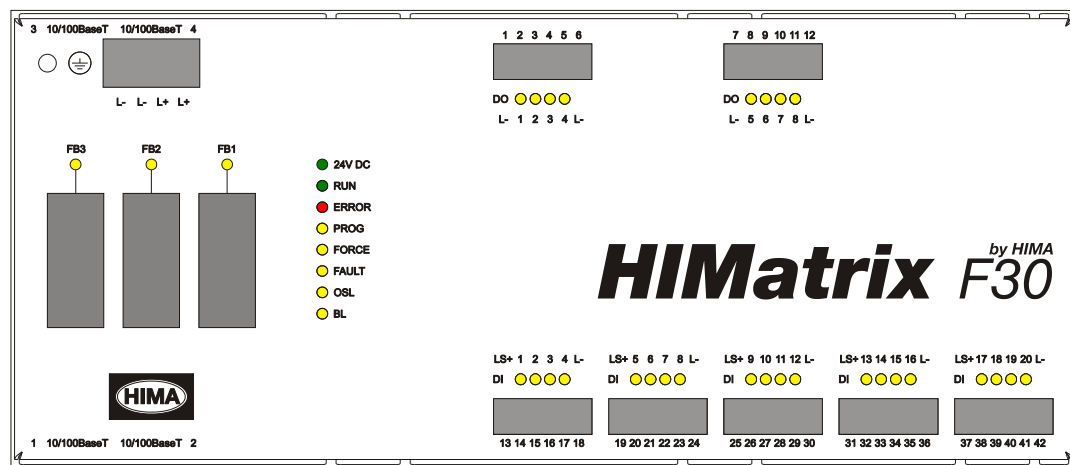 3 10/100BaseT 10/100BaseT 4
L- L- L+ L+
1 2 3 4 5 6
DO
L- 1 2 3 4 L-
7 8 9 10 11 12
DO
L- 5 6 7 8 L-
FB3 FB2 FB1
24V DC
RUN
ERROR
PROG
FORCE
FAULT
OSL
BL
by HIMA
HIMatrix F30
LS+ 1 2 3 4 L-
DI
13 14 15 16 17 18
LS+ 5 6 7 8 L-
DI
19 20 21 22 23 24
LS+ 9 10 11 12 L-
DI
25 26 27 28 29 30
LS+ 13 14 15 16 L-
DI
31 32 33 34 35 36
LS+ 17 18 19 20 L-
DI
37 38 39 40 41 42
HIMA
1 10/100BaseT 10/100BaseT 2